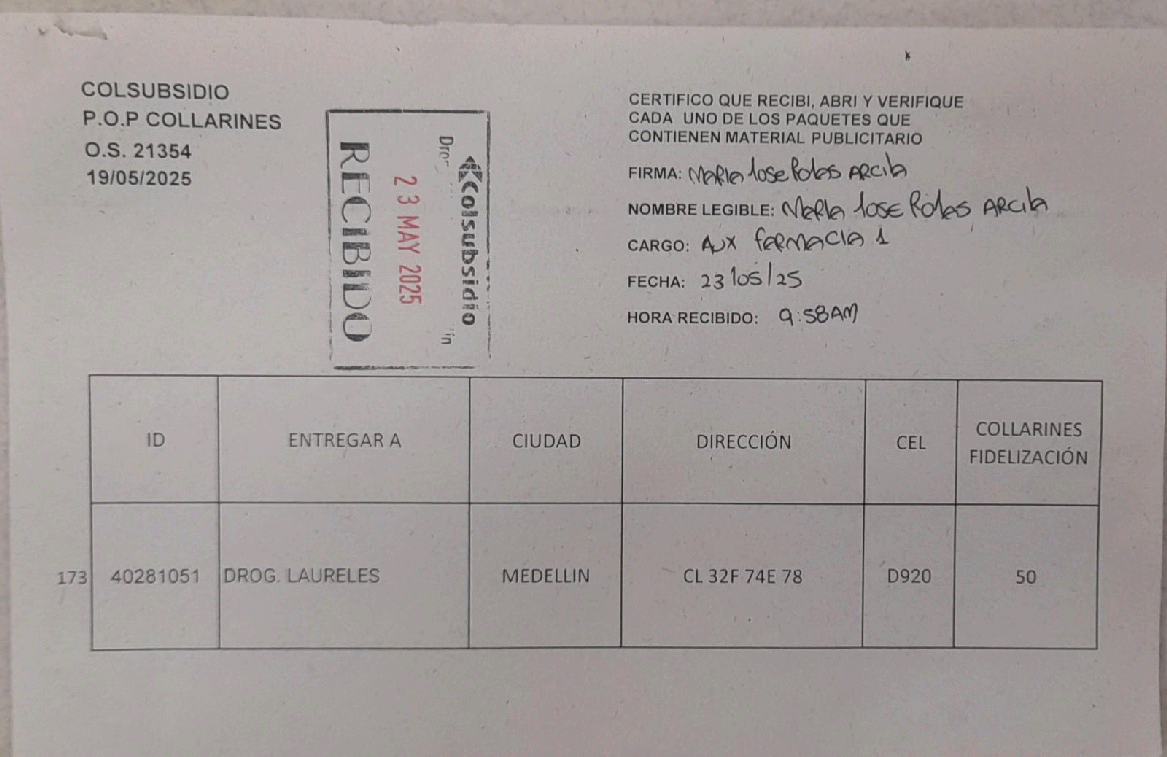 COLSUBSIDIO
P.O.P COLLARINES
O.S. 21354
19/05/2025
Colsubsidio
23 MAY 2025
RECIBIDO
CERTIFICO QUE RECIBI, ABRI Y VERIFIQUE
CADA UNO DE LOS PAQUETES QUE
CONTIENEN MATERIAL PUBLICITARIO
FIRMA: Maria Jose ARCila
NOMBRE LEGIBLE: Maria Jose ARCila
CARGO: Aux farmacia 1
FECHA: 23/05/25
HORA RECIBIDO: 9:58AM
ID ENTREGAR A CIUDAD DIRECCIÓN CEL COLLARINES FIDELIZACIÓN
173 40281051 DROG. LAURELES MEDELLIN CL 32F 74E 78 D920 50